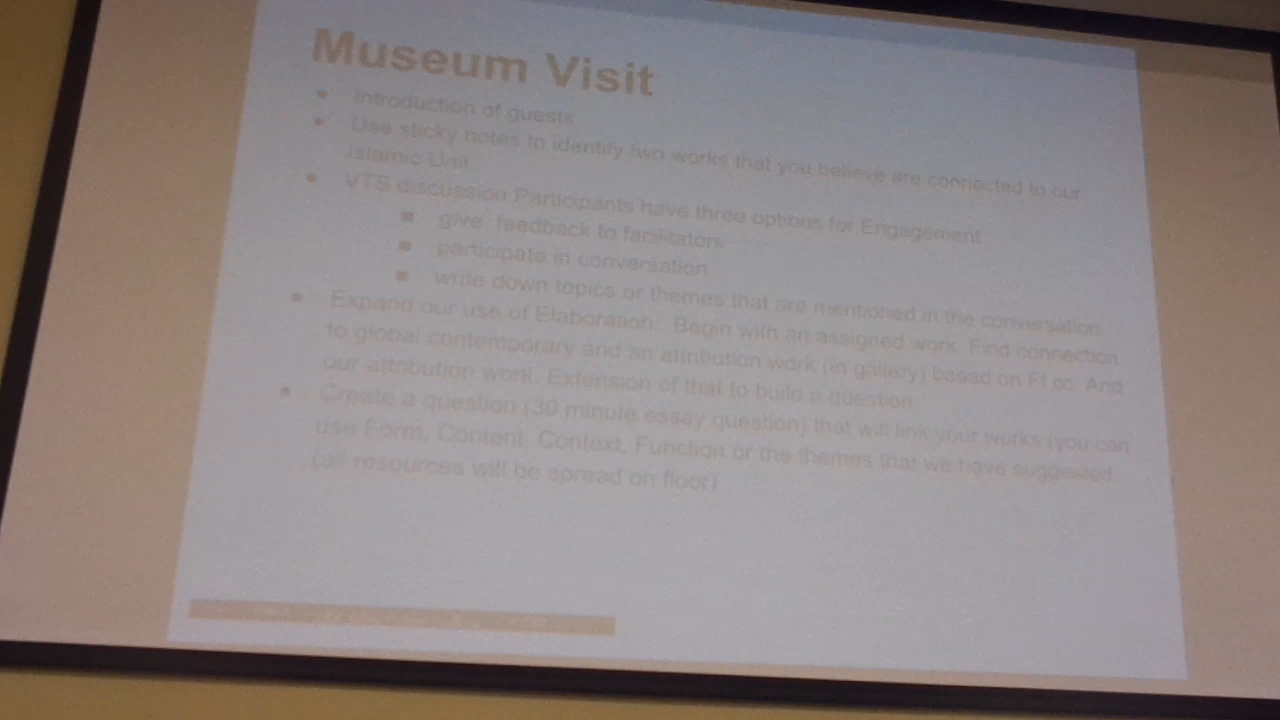 Museum Visit
Introduction of guests
Use sticky notes to identify two works that you believe are connected to our
Islamic Unit
VTS discussion Participants have three options for Engagement
give feedback to facilitators
participate in conversation
write down topics or themes that are mentioned in the conversation
Expand our use of Elaboration: Begin with an assigned work. Find connection
to global contemporary and an attribution work (in gallery) based on And
our attribution work. Extension of that to build a question.
Create a question (30 minute essay question) that will link your works (you can
use Form, Content, Context, Function or the themes that we have suggested.
(all resources will be spread on floor)